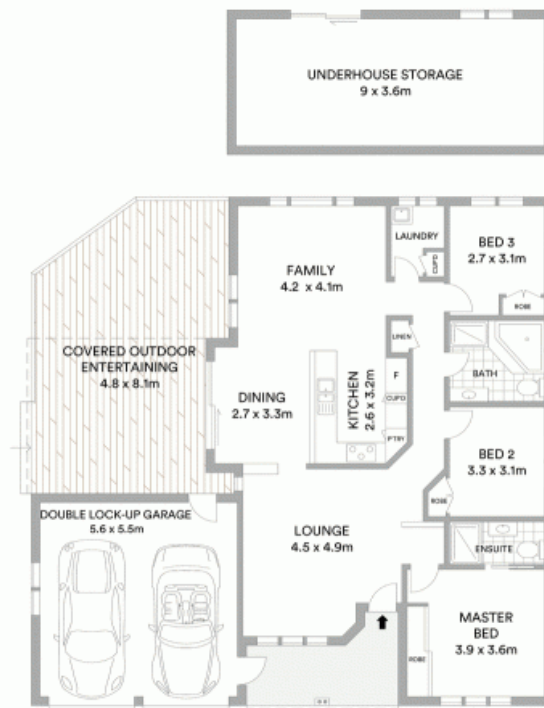 UNDERHOUSE STORAGE
9 x 3.6m
LAUNDRY
CUP'D
BED 3
2.7 x 3.1m
ROBE
FAMILY
4.2 x 4.1m
LINEN
BATH
COVERED OUTDOOR
ENTERTAINING
4.8 x 8.1m
KITCHEN
2.6 x 3.2m
F
CUP'D
P'TRY
DINING
2.7 x 3.3m
BED 2
3.3 x 3.1m
ROBE
DOUBLE LOCK-UP GARAGE
5.6 x 5.5m
LOUNGE
4.5 x 4.9m
ENSUITE
MASTER
BED
3.9 x 3.6m
ROBE